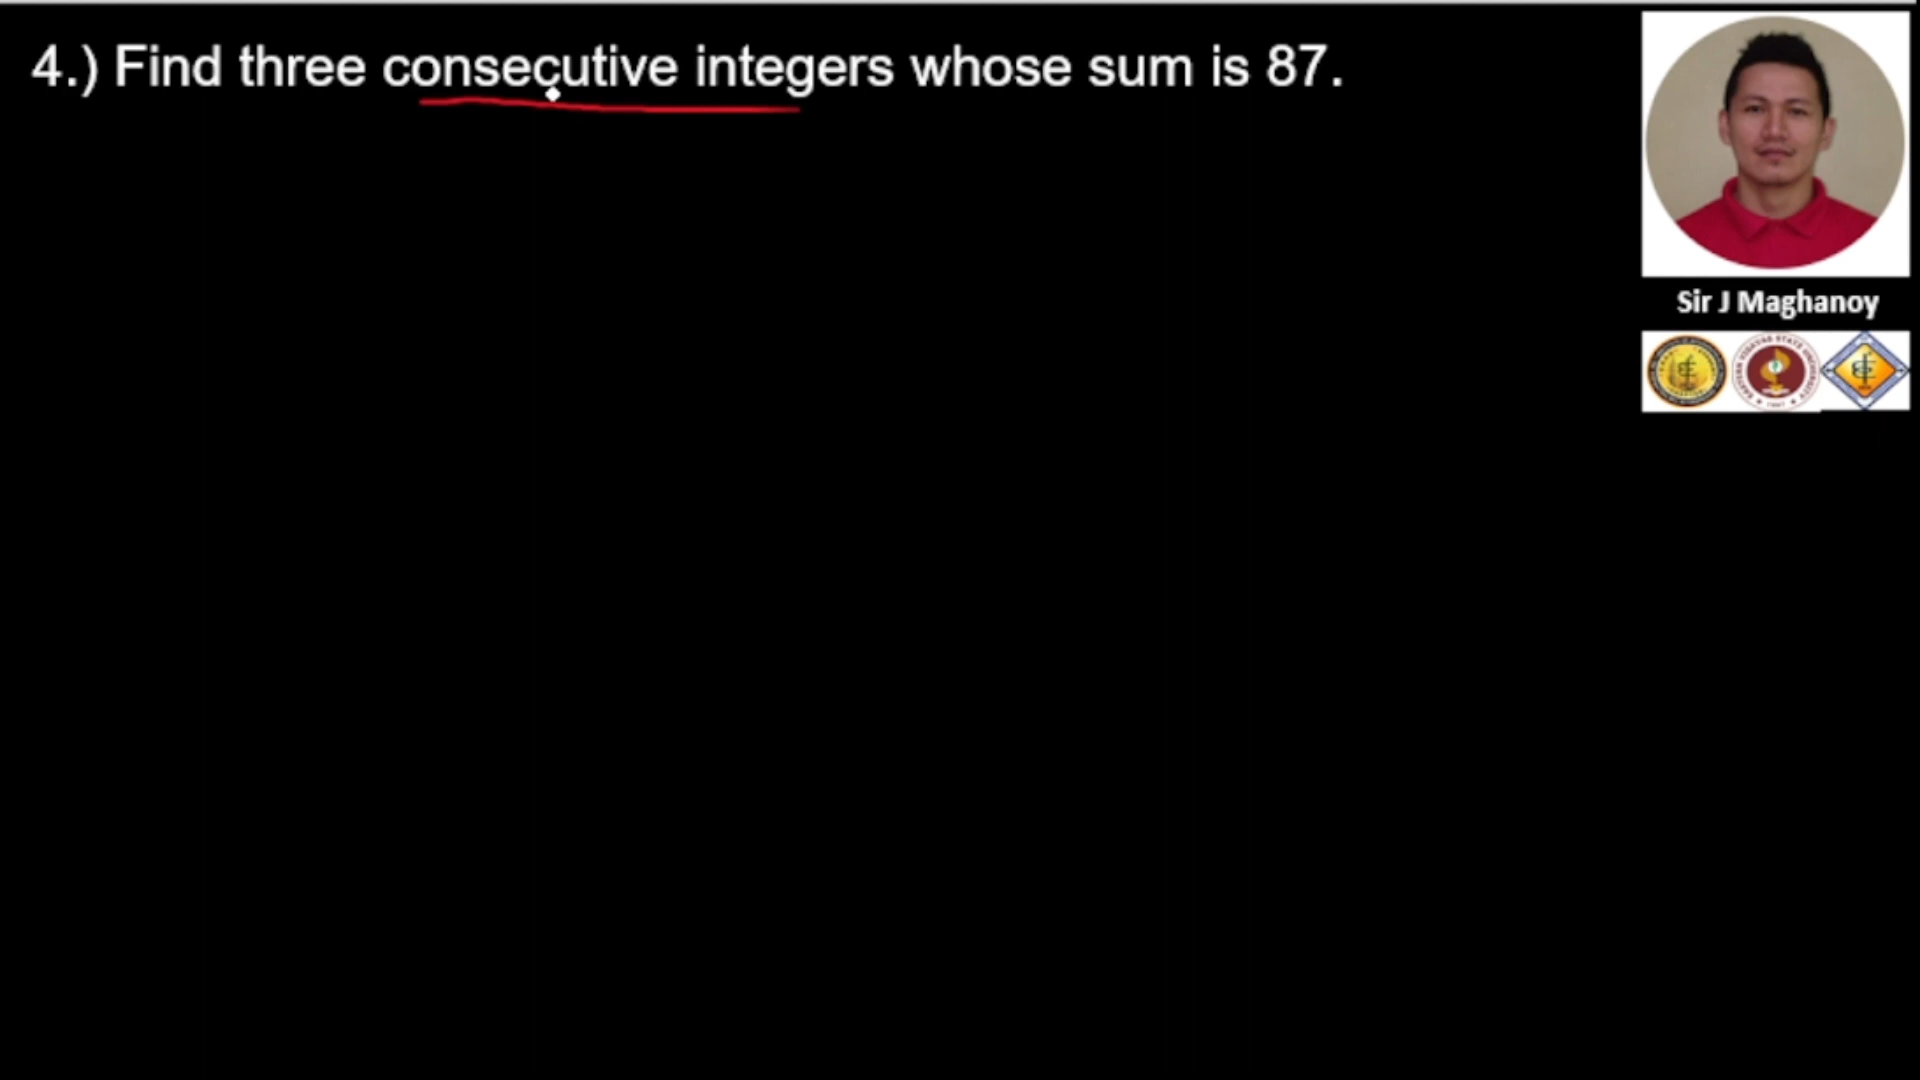 4.) Find three consecutive integers whose sum is 87.
Sir J Maghanoy